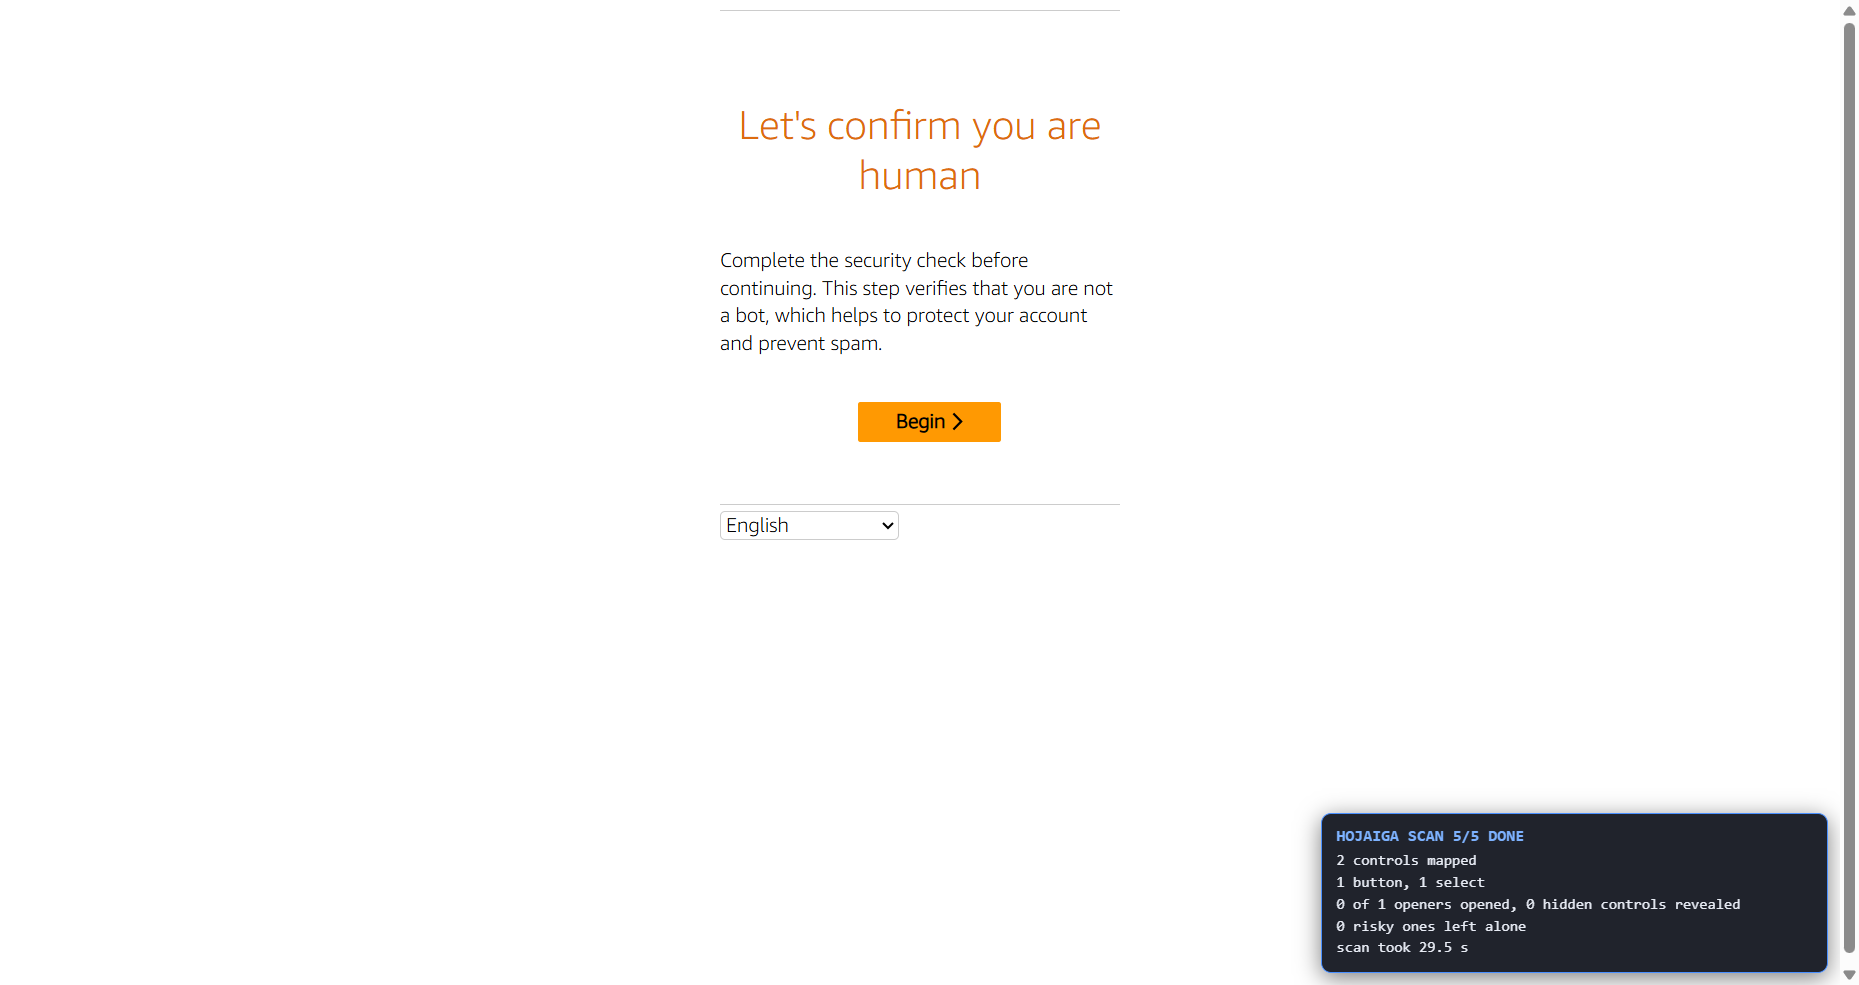 Let's confirm you are
human
Complete the security check before
continuing. This step verifies that you are not
a bot, which helps to protect your account
and prevent spam.
Begin
English
HOJAIGA SCAN 5/5 DONE
2 controls mapped
1 button, 1 select
0 of 1 openers opened, 0 hidden controls revealed
0 risky ones left alone
scan took 29.5 s